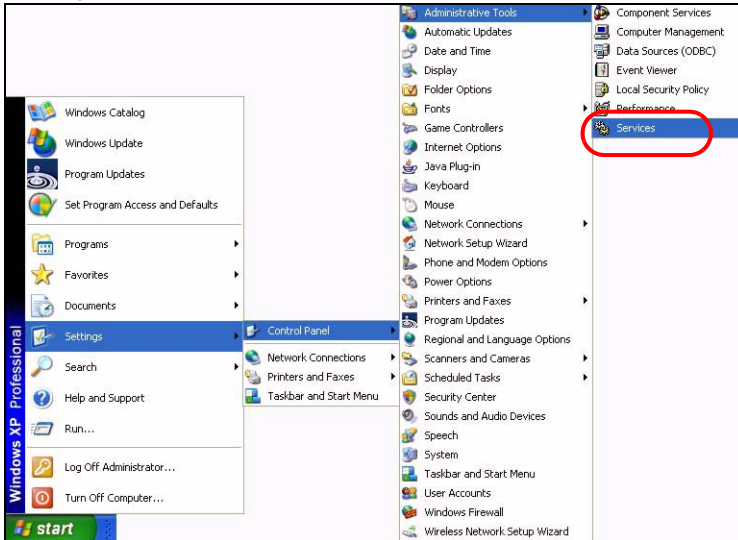 Windows Catalog
Windows Update
Program Updates
Set Program Access and Defaults
Programs
Favorites
Documents
Settings
Search
Help and Support
Run...
Log Off Administrator...
Turn Off Computer...
Windows XP Professional
start
Control Panel
Network Connections
Printers and Faxes
Taskbar and Start Menu
Administrative Tools
Automatic Updates
Date and Time
Display
Folder Options
Fonts
Game Controllers
Internet Options
Java Plug-in
Keyboard
Mouse
Network Connections
Network Setup Wizard
Phone and Modem Options
Power Options
Printers and Faxes
Program Updates
Regional and Language Options
Scanners and Cameras
Scheduled Tasks
Security Center
Sounds and Audio Devices
Speech
System
Taskbar and Start Menu
User Accounts
Windows Firewall
Wireless Network Setup Wizard
Component Services
Computer Management
Data Sources (ODBC)
Event Viewer
Local Security Policy
Performance
Services